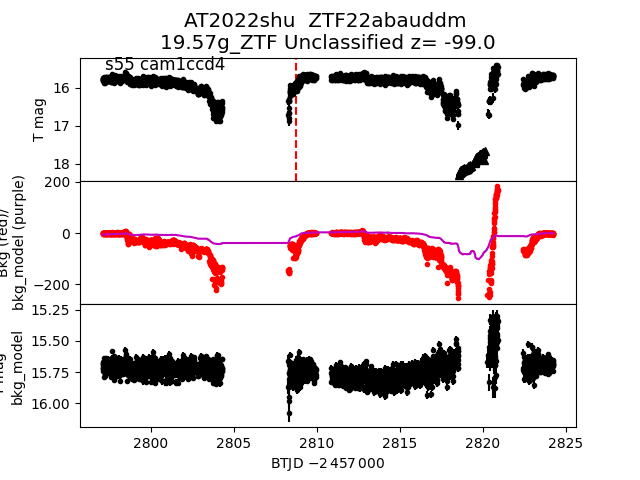 AT2022shu ZTF22abauddm
19.57g_ZTF Unclassified z= -99.0
s55 cam1ccd4
16
17
18
T mag
200
0
−200
Bkg (red)/
bkg_model (purple)
15.25
15.50
15.75
16.00
mag
bkg_model
2800
2805
2810
2815
2820
2825
BTJD −2 457 000